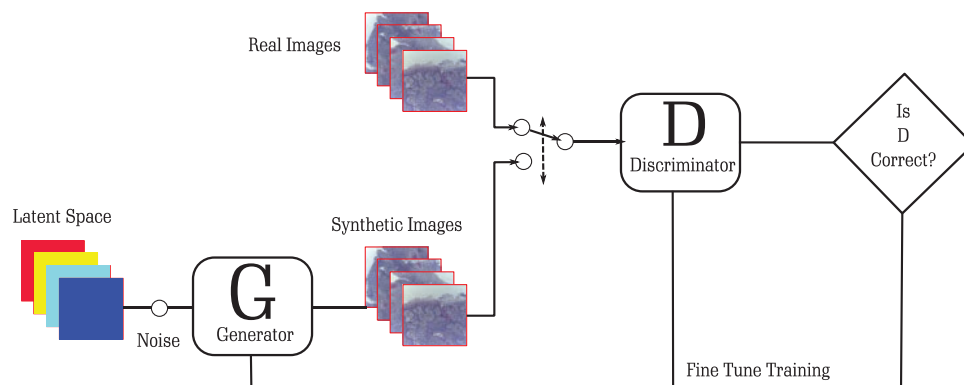 Real Images
D
Discriminator
Is
D
Correct?
Latent Space
Synthetic Images
G
Generator
Noise
Fine Tune Training